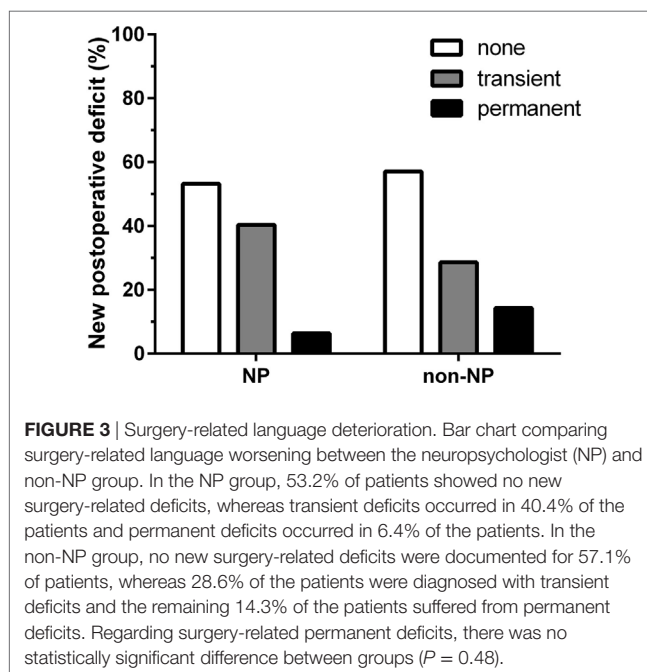 New postoperative deficit (%)
100
80
60
40
20
0
none
transient
permanent
NP
non-NP
FIGURE 3 | Surgery-related language deterioration. Bar chart comparing
surgery-related language worsening between the neuropsychologist (NP) and
non-NP group. In the NP group, 53.2% of patients showed no new
surgery-related deficits, whereas transient deficits occurred in 40.4% of the
patients and permanent deficits occurred in 6.4% of the patients. In the
non-NP group, no new surgery-related deficits were documented for 57.1%
of patients, whereas 28.6% of the patients were diagnosed with transient
deficits and the remaining 14.3% of the patients suffered from permanent
deficits. Regarding surgery-related permanent deficits, there was no
statistically significant difference between groups (P = 0.48).